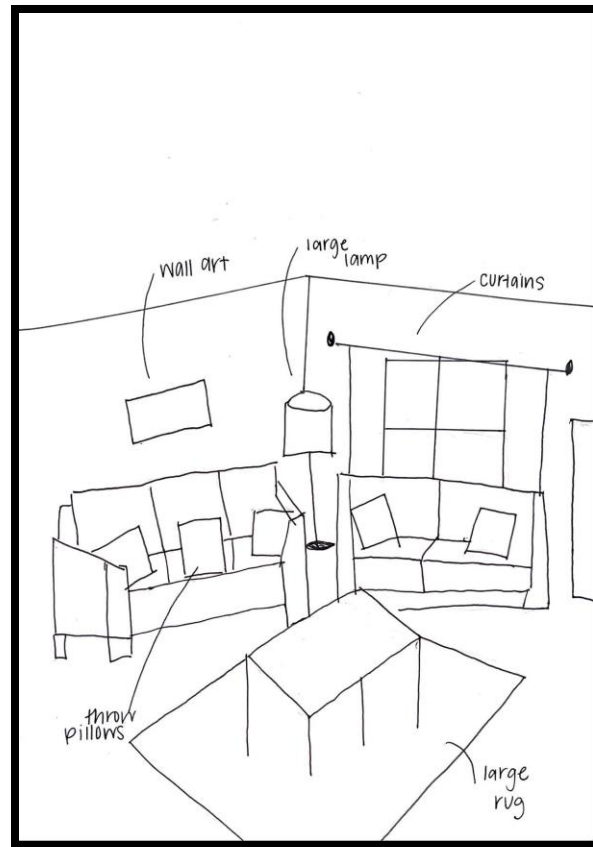 wall art
large
lamp
curtains
throw
pillows
large
rug